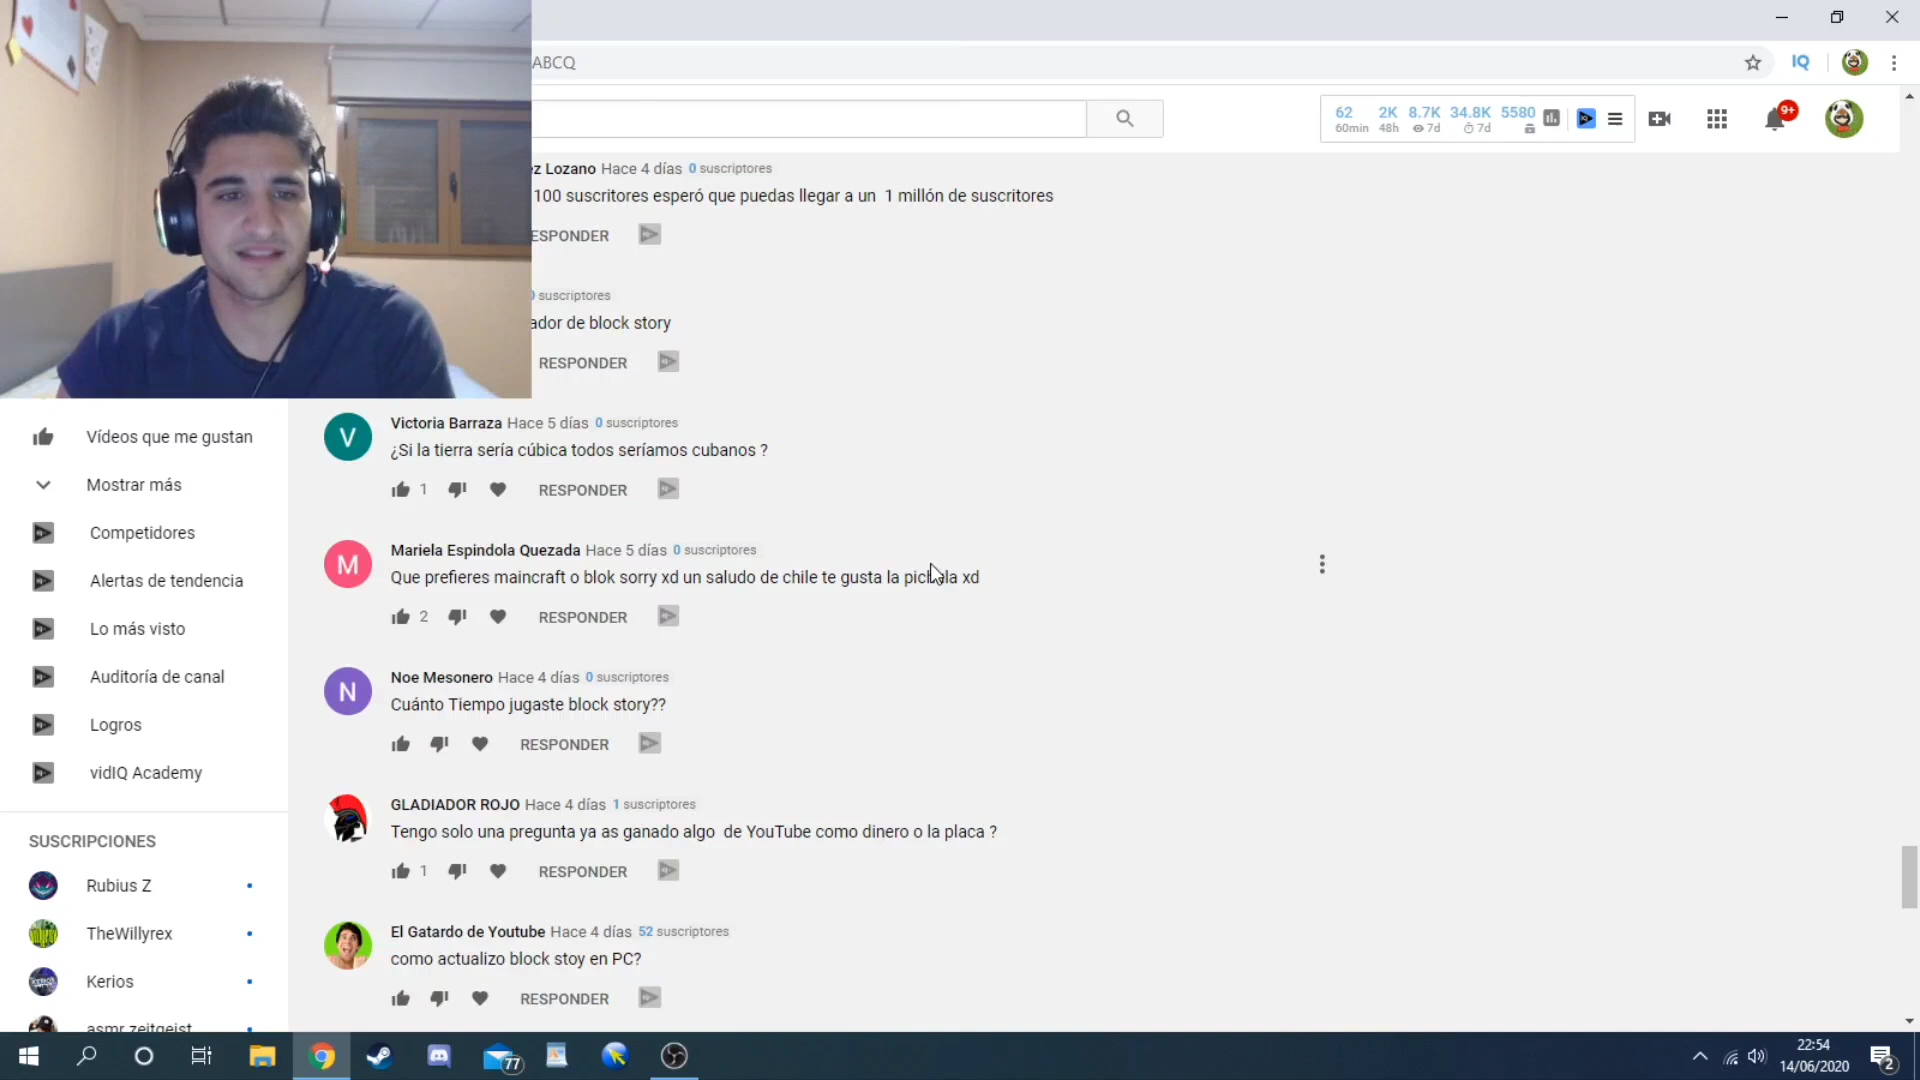 ABCQ
IQ
62 2K 8.7K 34.8K 5580
60min 48h 7d 7d
9+
z Lozano Hace 4 días 0 suscriptores
100 suscritores esperó que puedas llegar a un 1 millón de suscritores
ESPONDER
0 suscriptores
ador de block story
RESPONDER
Victoria Barraza Hace 5 días 0 suscriptores
¿Si la tierra sería cúbica todos seríamos cubanos ?
1 RESPONDER
Mariela Espindola Quezada Hace 5 días 0 suscriptores
Que prefieres maincraft o blok sorry xd un saludo de chile te gusta la xd
2 RESPONDER
Noe Mesonero Hace 4 días 0 suscriptores
Cuánto Tiempo jugaste block story??
RESPONDER
GLADIADOR ROJO Hace 4 días 1 suscriptores
Tengo solo una pregunta ya as ganado algo de YouTube como dinero o la placa ?
1 RESPONDER
El Gatardo de Youtube Hace 4 días 52 suscriptores
como actualizo block stoy en PC?
RESPONDER
Vídeos que me gustan
Mostrar más
Competidores
Alertas de tendencia
Lo más visto
Auditoría de canal
Logros
vidIQ Academy
SUSCRIPCIONES
Rubius Z
TheWillyrex
Kerios
asmr zeitgeist
77
22:54
14/06/2020
2